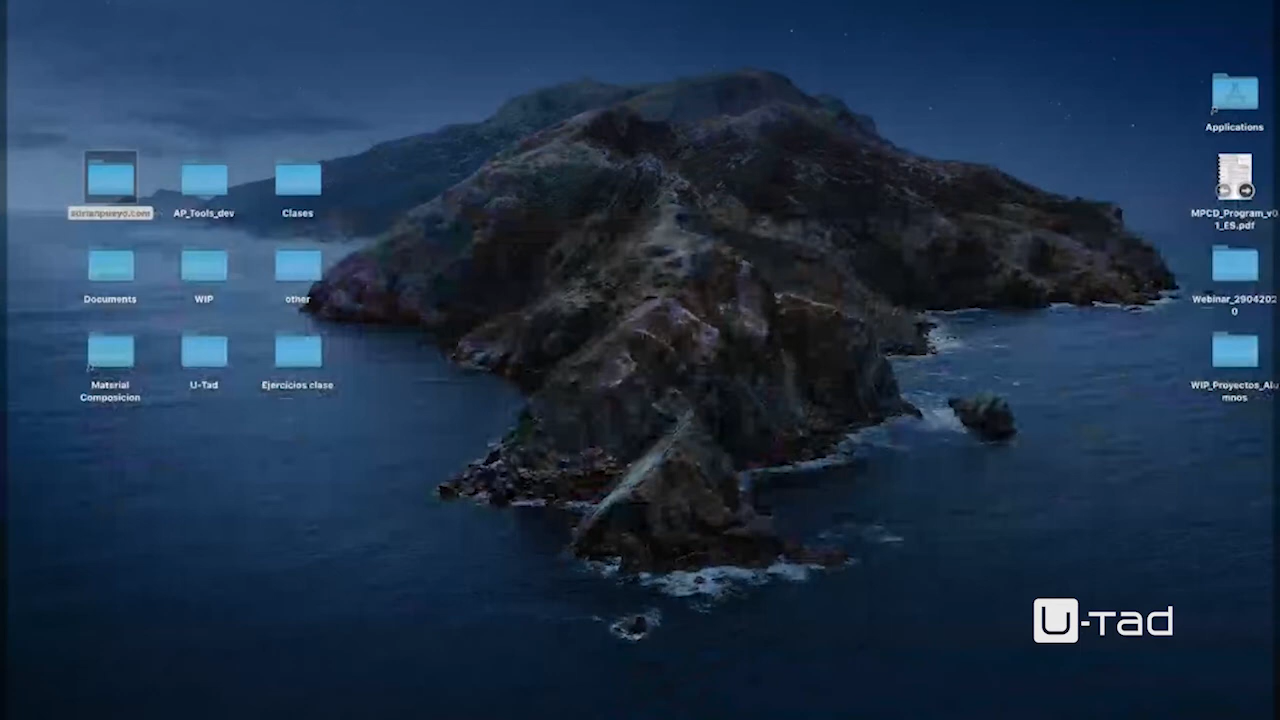 Applications
adrianpueyo.com
AP_Tools_dev
Clases
MPCD_Program_v0
1_ES.pdf
Documents
WIP
other
Webinar_2904202
0
Material
Composicion
U-Tad
Ejercicios clase
WIP_Proyectos_Alu
mnos
U-Tad